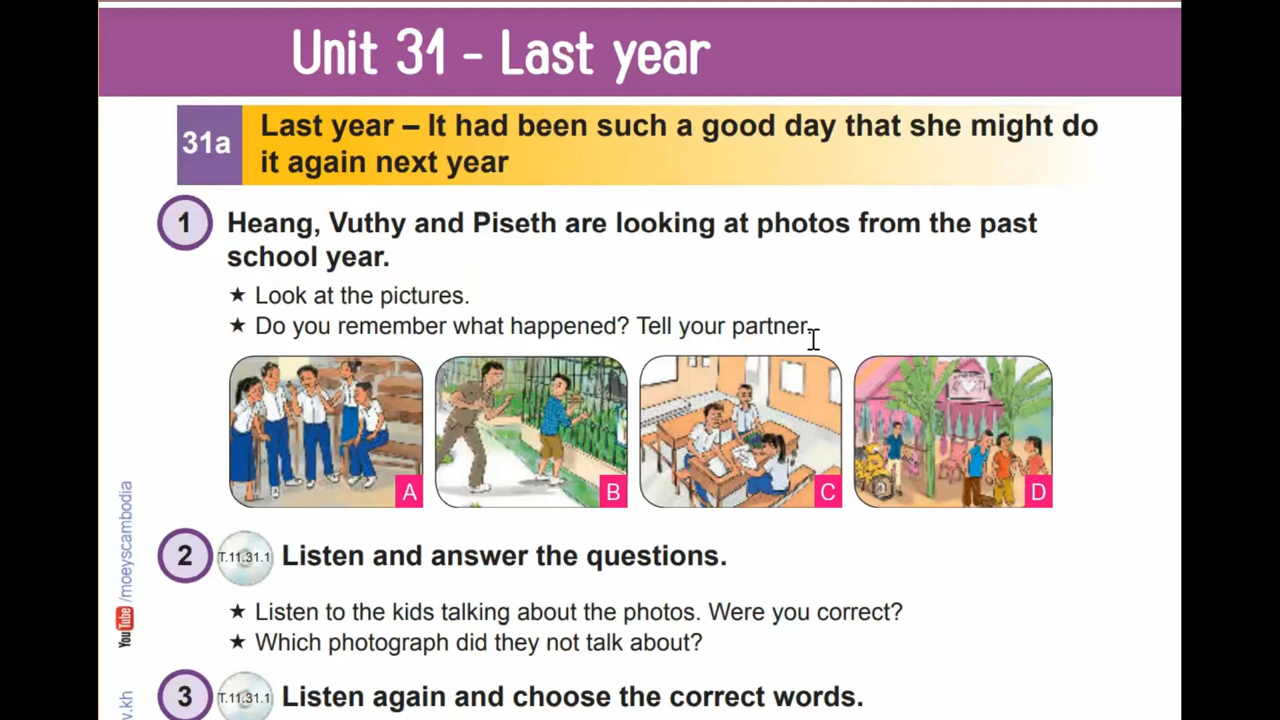 Unit 31 - Last year
31a
Last year – It had been such a good day that she might do
it again next year
1
Heang, Vuthy and Piseth are looking at photos from the past
school year.
★ Look at the pictures.
★ Do you remember what happened? Tell your partner.
A
B
C
D
2
T.11.31.1
Listen and answer the questions.
★ Listen to the kids talking about the photos. Were you correct?
★ Which photograph did they not talk about?
3
T.11.31.1
Listen again and choose the correct words.
YouTube /moeyscambodia
v.kh